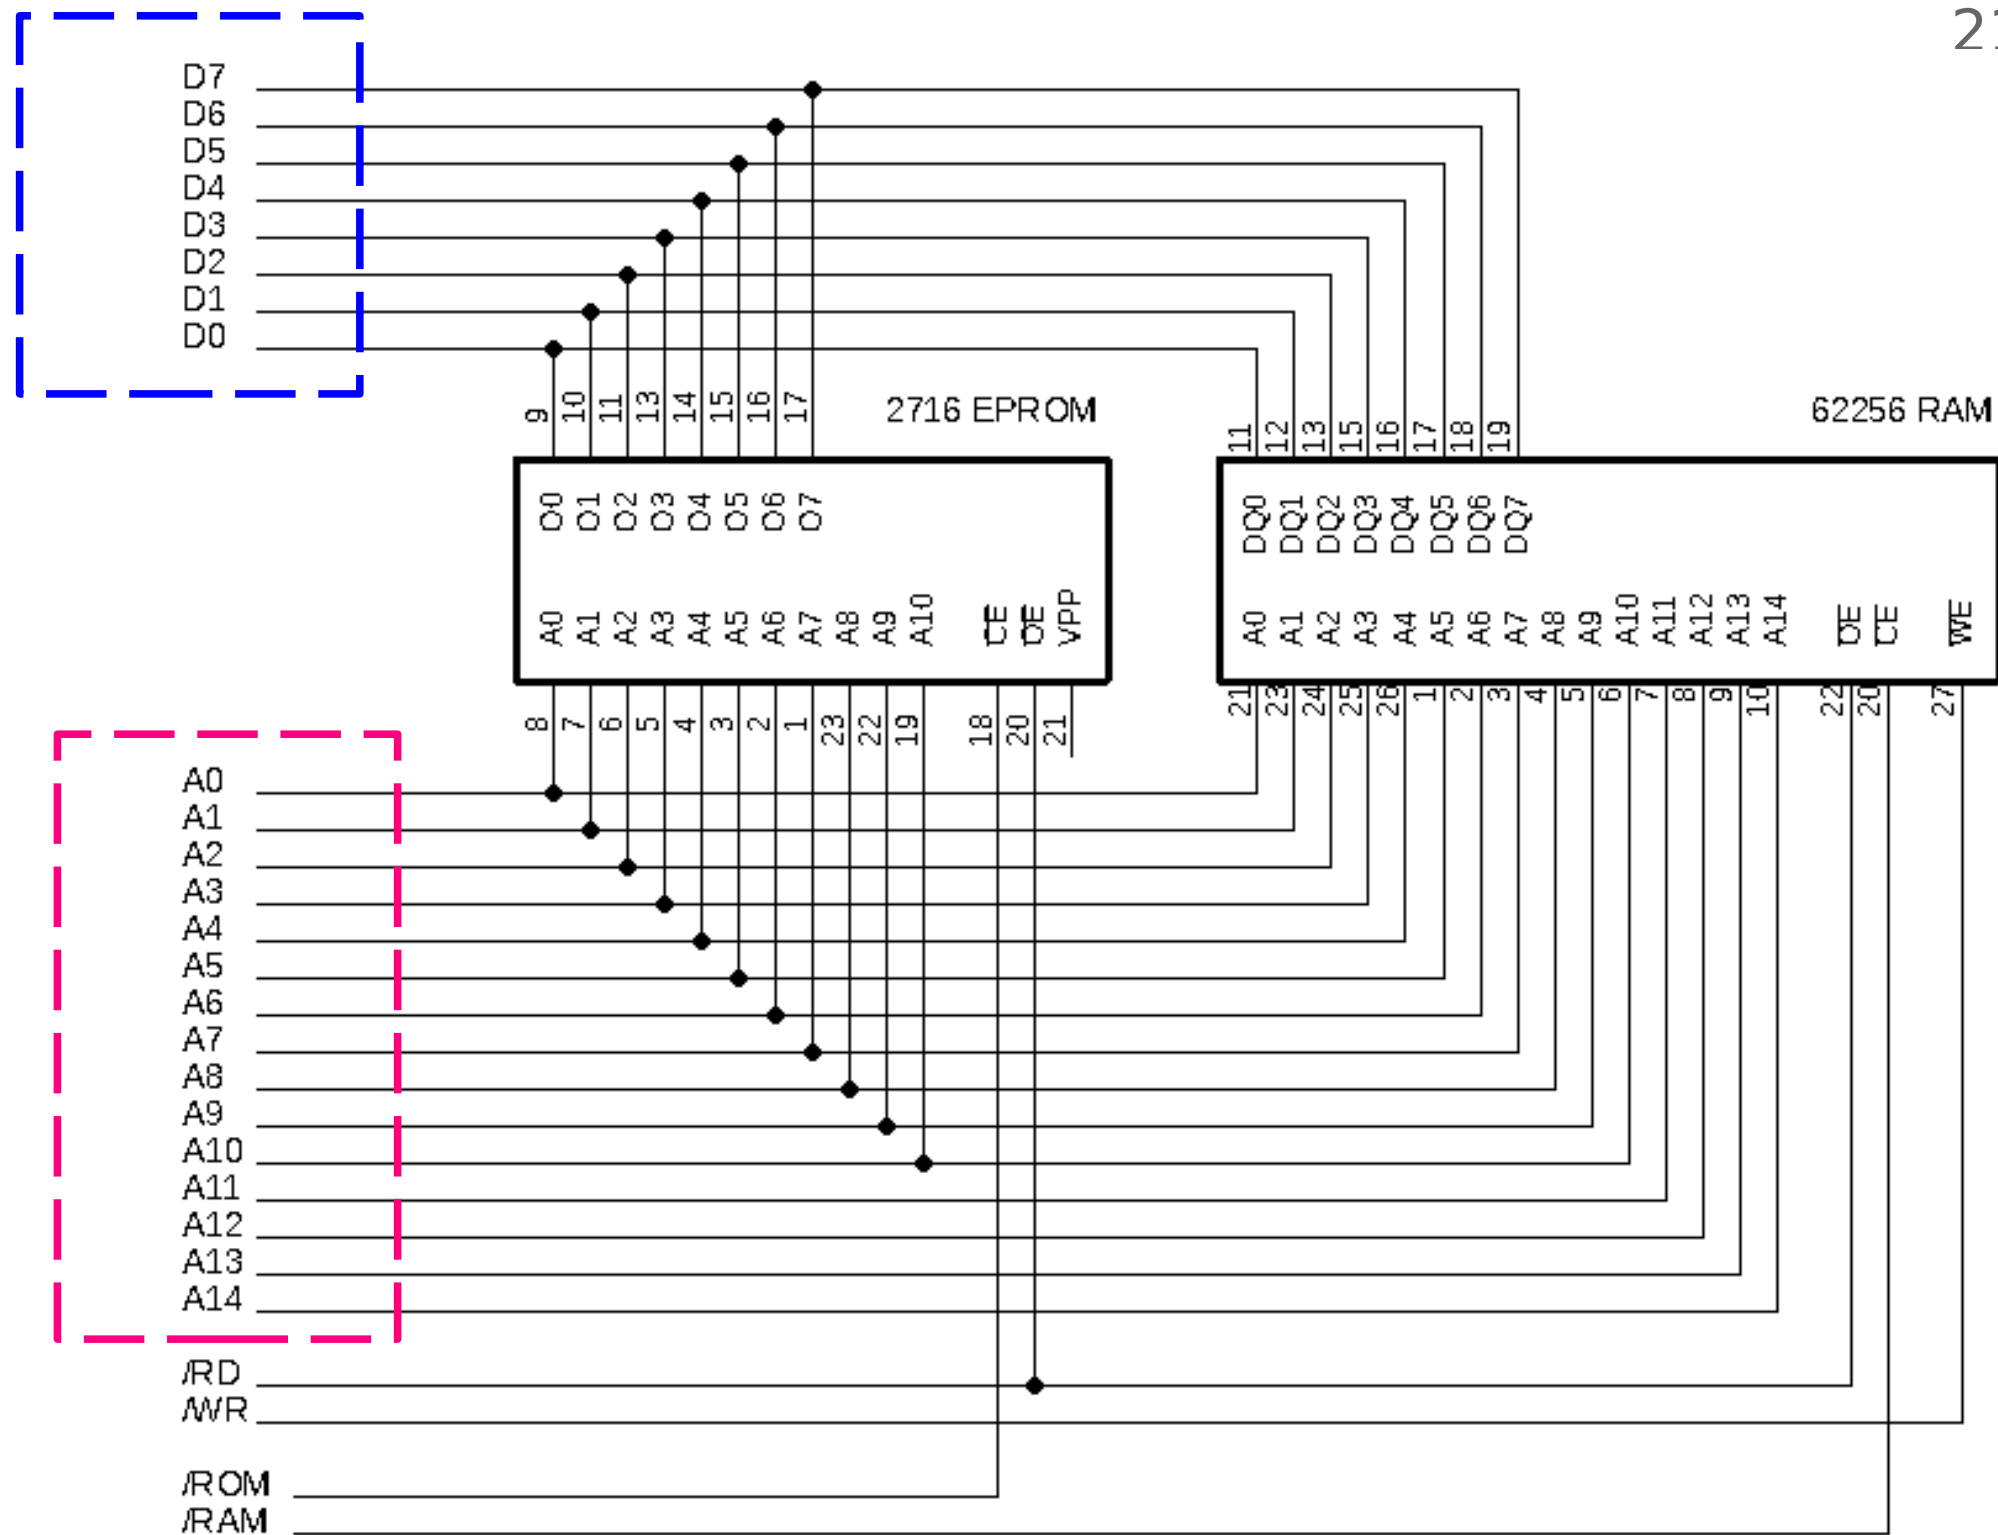 21
D7
D6
D5
D4
D3
D2
D1
D0
9 10 11 13 14 15 16 17
2716 EPROM
11 12 13 15 16 17 18 19
62256 RAM
O0 O1 O2 O3 O4 O5 O6 O7
DQ0 DQ1 DQ2 DQ3 DQ4 DQ5 DQ6 DQ7
A0 A1 A2 A3 A4 A5 A6 A7 A8 A9 A10 CE OE VPP
A0 A1 A2 A3 A4 A5 A6 A7 A8 A9 A10 A11 A12 A13 A14 OE CE WE
8 7 6 5 4 3 2 1 23 22 19 18 20 21
21 23 24 25 26 1 2 3 4 5 6 7 8 9 10 22 20 27
A0
A1
A2
A3
A4
A5
A6
A7
A8
A9
A10
A11
A12
A13
A14
/RD
/WR
/ROM
/RAM